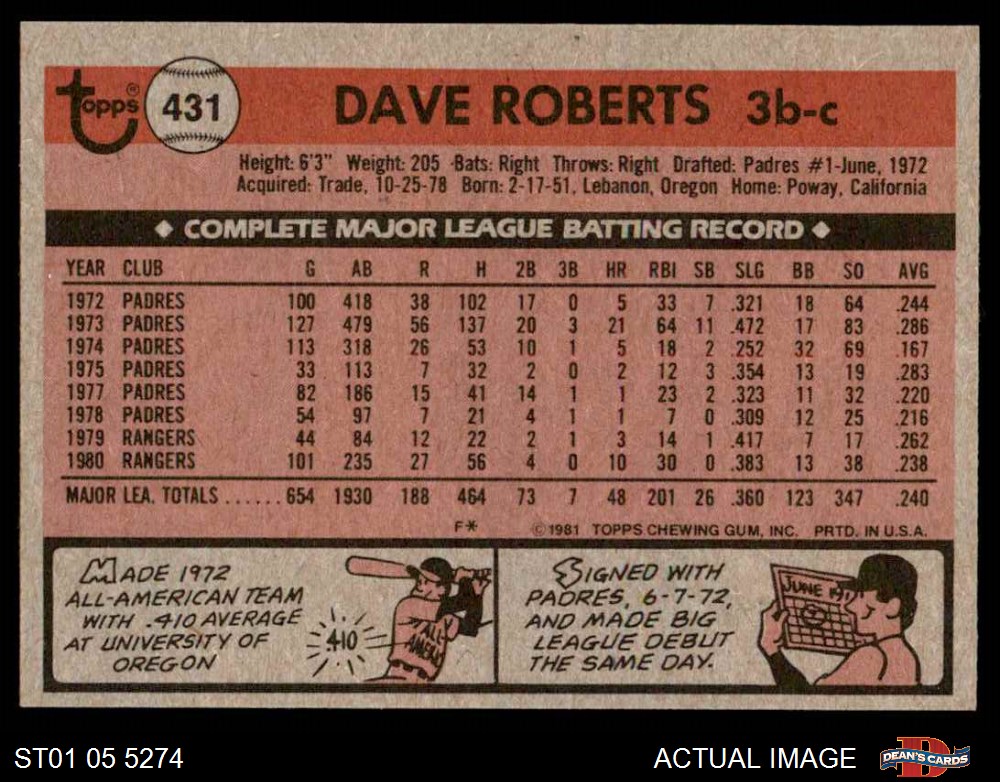 Topps® 431 DAVE ROBERTS 3b-c
Height: 6'3" Weight: 205 Bats: Right Throws: Right Drafted: Padres #1-June, 1972
Acquired: Trade, 10-25-78 Born: 2-17-51, Lebanon, Oregon Home: Poway, California
◆ COMPLETE MAJOR LEAGUE BATTING RECORD ◆
YEAR CLUB G AB R H 2B 3B HR RBI SB SLG BB SO AVG
1972 PADRES 100 418 38 102 17 0 5 33 7 .321 18 64 .244
1973 PADRES 127 479 56 137 20 3 21 64 11 .472 17 83 .286
1974 PADRES 113 318 26 53 10 1 5 18 2 .252 32 69 .167
1975 PADRES 33 113 7 32 2 0 2 12 3 .354 13 19 .283
1977 PADRES 82 186 15 41 14 1 1 23 2 .323 11 32 .220
1978 PADRES 54 97 7 21 4 1 1 7 0 .309 12 25 .216
1979 RANGERS 44 84 12 22 2 1 3 14 1 .417 7 17 .262
1980 RANGERS 101 235 27 56 4 0 10 30 0 .383 13 38 .238
MAJOR LEA. TOTALS ...... 654 1930 188 464 73 7 48 201 26 .360 123 347 .240
F* ©1981 TOPPS CHEWING GUM, INC. PRTD. IN U.S.A.
MADE 1972
ALL-AMERICAN TEAM
WITH .410 AVERAGE
AT UNIVERSITY OF
OREGON
.410
SIGNED WITH
PADRES, 6-7-72,
AND MADE BIG
LEAGUE DEBUT
THE SAME DAY.
JUNE
ST01 05 5274 ACTUAL IMAGE DEAN'S CARDS